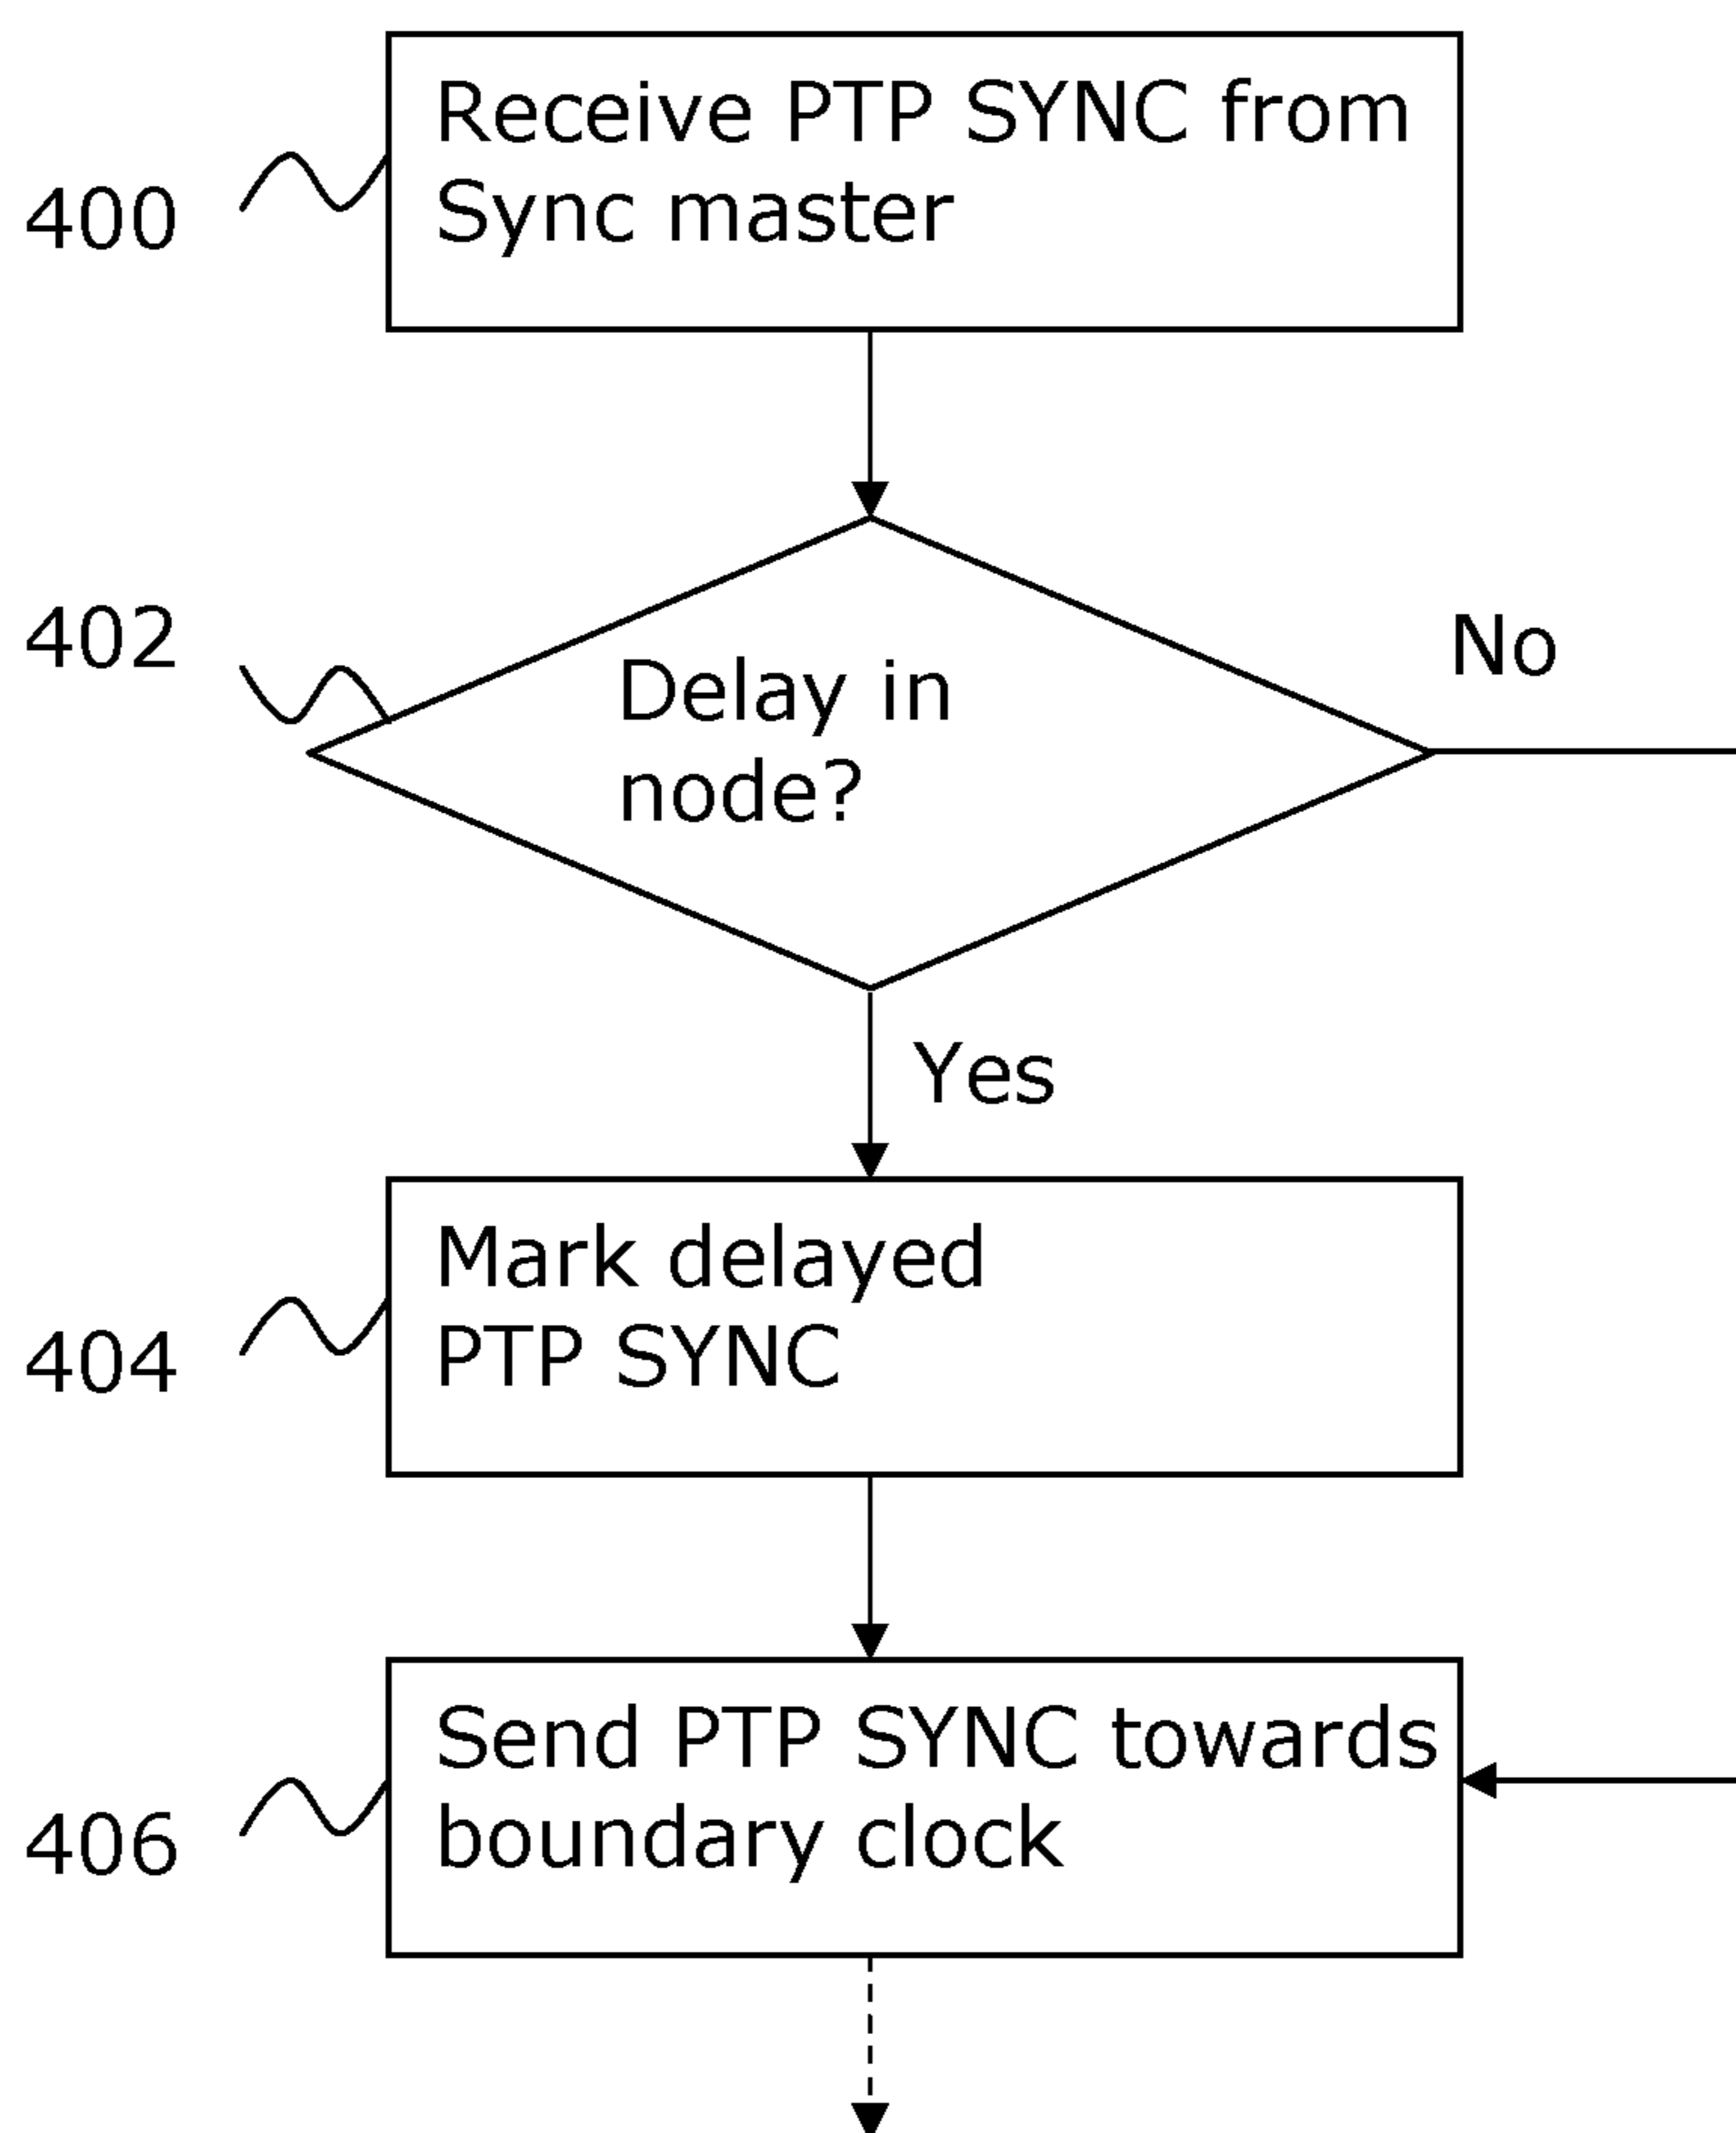 Receive PTP SYNC from
Sync master
400
402
Delay in
node?
No
Yes
Mark delayed
PTP SYNC
404
Send PTP SYNC towards
boundary clock
406